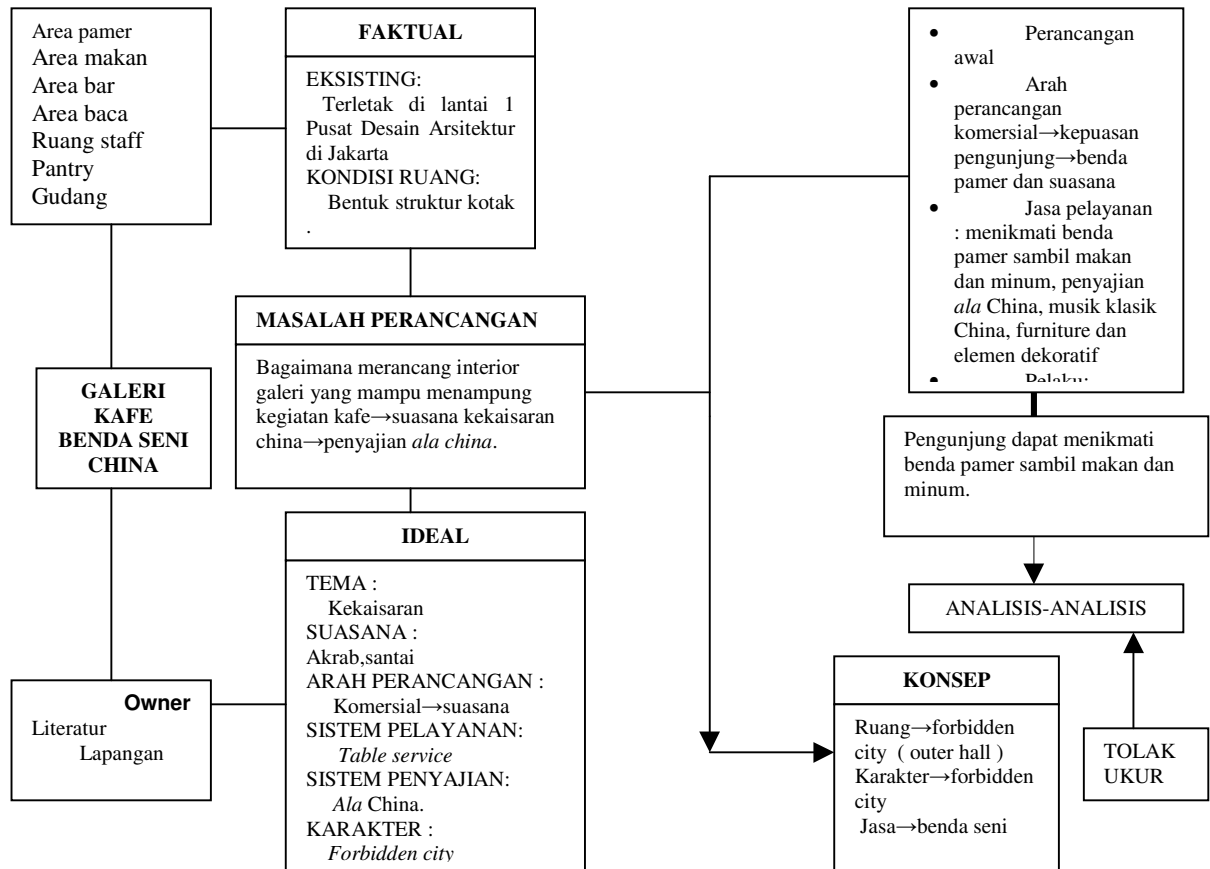 Area pamer
Area makan
Area bar
Area baca
Ruang staff
Pantry
Gudang
FAKTUAL
EKSISTING:
Terletak di lantai 1
Pusat Desain Arsitektur
di Jakarta
KONDISI RUANG:
Bentuk struktur kotak
.
• Perancangan
awal
• Arah
perancangan
komersial→kepuasan
pengunjung→benda
pamer dan suasana
• Jasa pelayanan
: menikmati benda
pamer sambil makan
dan minum, penyajian
ala China, musik klasik
China, furniture dan
elemen dekoratif
• Pelaku:
MASALAH PERANCANGAN
Bagaimana merancang interior
galeri yang mampu menampung
kegiatan kafe→suasana kekaisaran
china→penyajian ala china.
GALERI
KAFE
BENDA SENI
CHINA
Pengunjung dapat menikmati
benda pamer sambil makan dan
minum.
IDEAL
TEMA :
Kekaisaran
SUASANA :
Akrab,santai
ARAH PERANCANGAN :
Komersial→suasana
SISTEM PELAYANAN:
Table service
SISTEM PENYAJIAN:
Ala China.
KARAKTER :
Forbidden city
ANALISIS-ANALISIS
Owner
Literatur
Lapangan
KONSEP
Ruang→forbidden
city ( outer hall )
Karakter→forbidden
city
Jasa→benda seni
TOLAK
UKUR